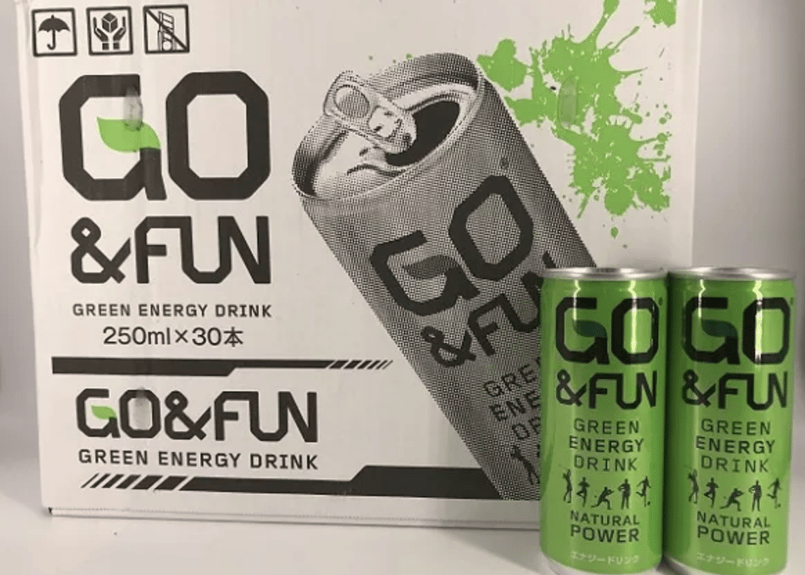 GO
&FUN
GREEN ENERGY DRINK
250ml×30本
GO&FUN
GREEN ENERGY DRINK
GO
&FUN
GREE
ENE
DR
GO
&FUN
GREEN
ENERGY
DRINK
NATURAL
POWER
エナジードリンク
GO
&FUN
GREEN
ENERGY
DRINK
NATURAL
POWER
エナジードリンク